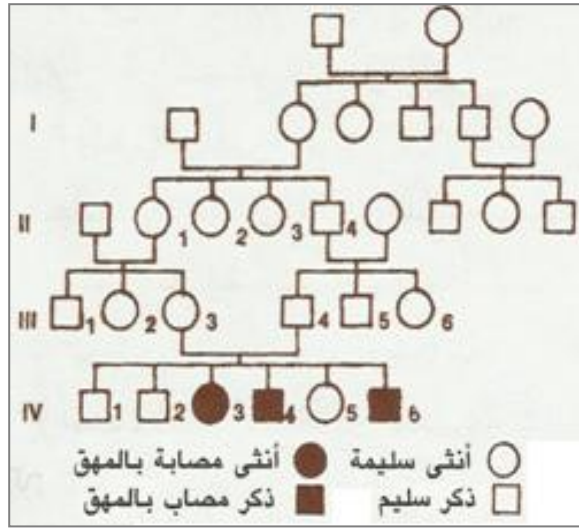 I
II
1 2 3 4
III
1 2 3 4 5 6
IV
1 2 3 4 5 6
أنثى سليمة أنثى مصابة بالمهق
ذكر سليم ذكر مصاب بالمهق